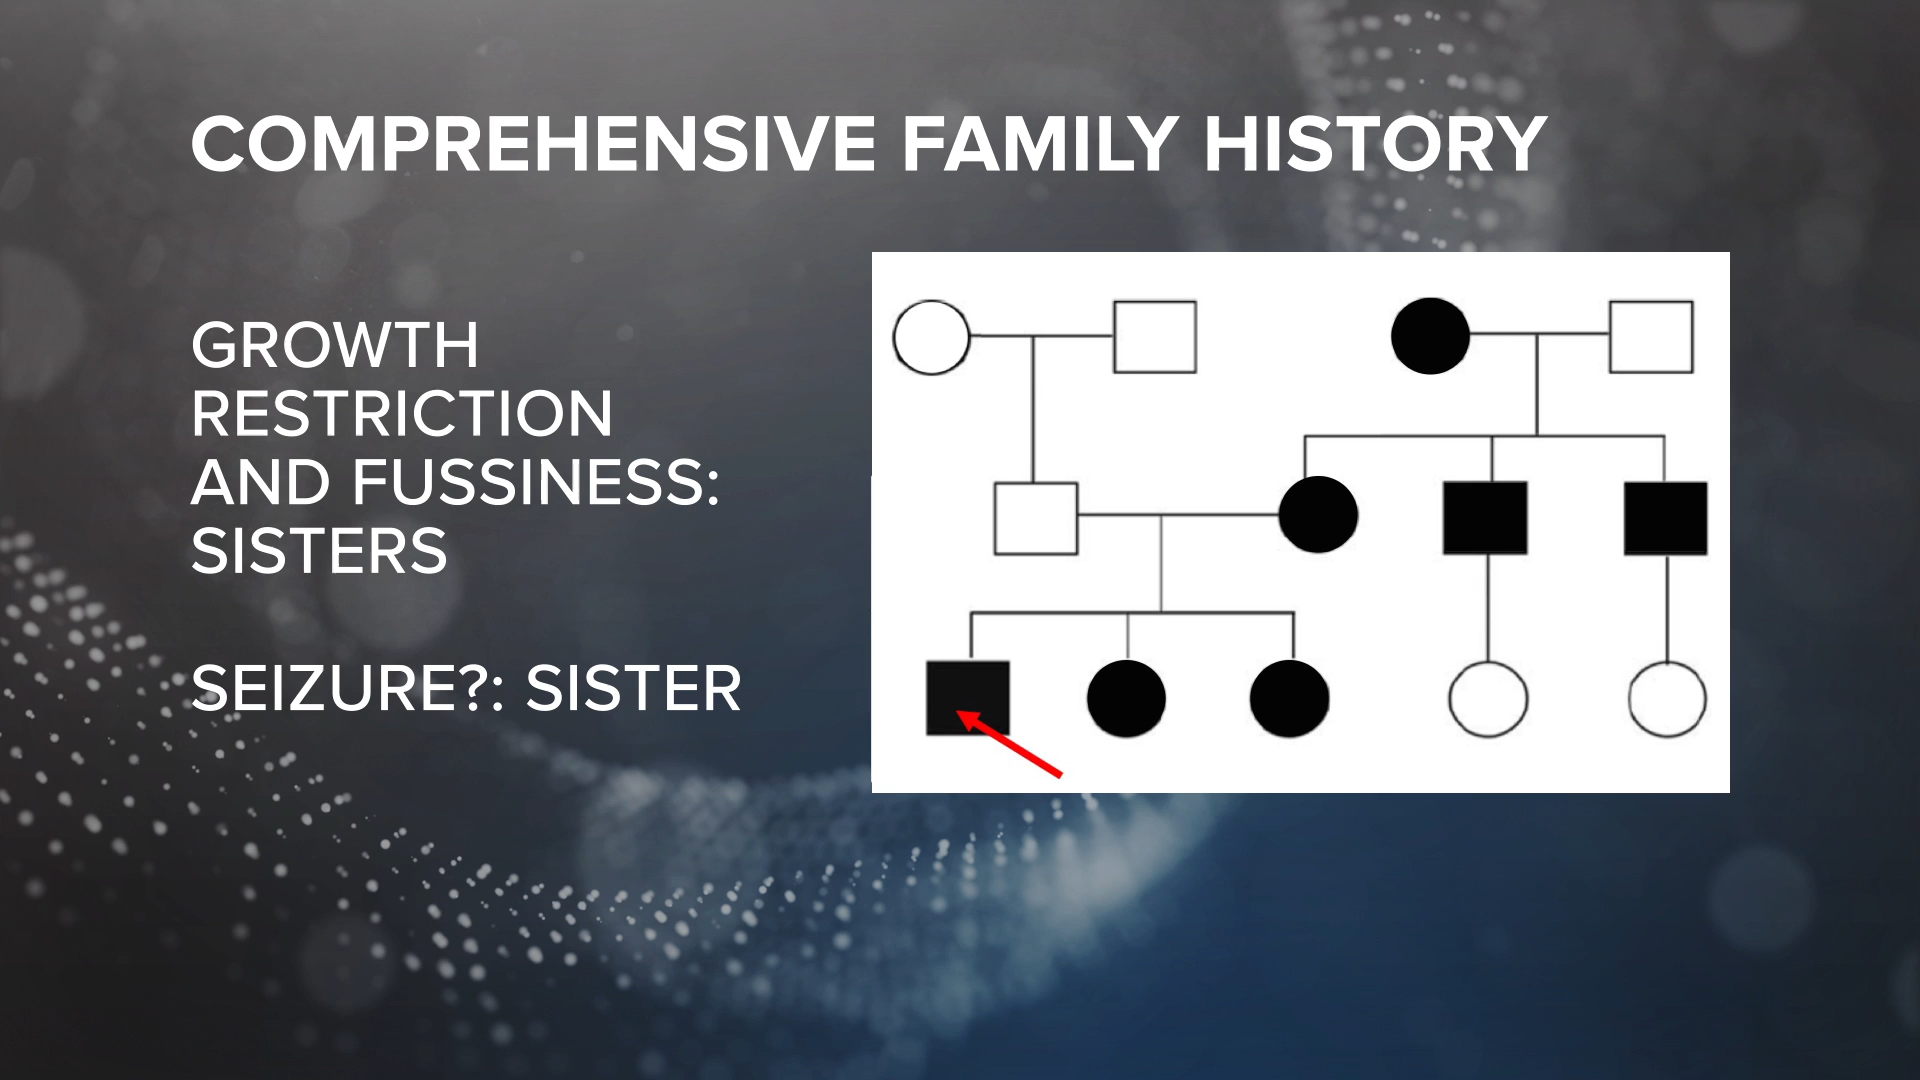 COMPREHENSIVE FAMILY HISTORY
GROWTH
RESTRICTION
AND FUSSINESS:
SISTERS
SEIZURE?: SISTER